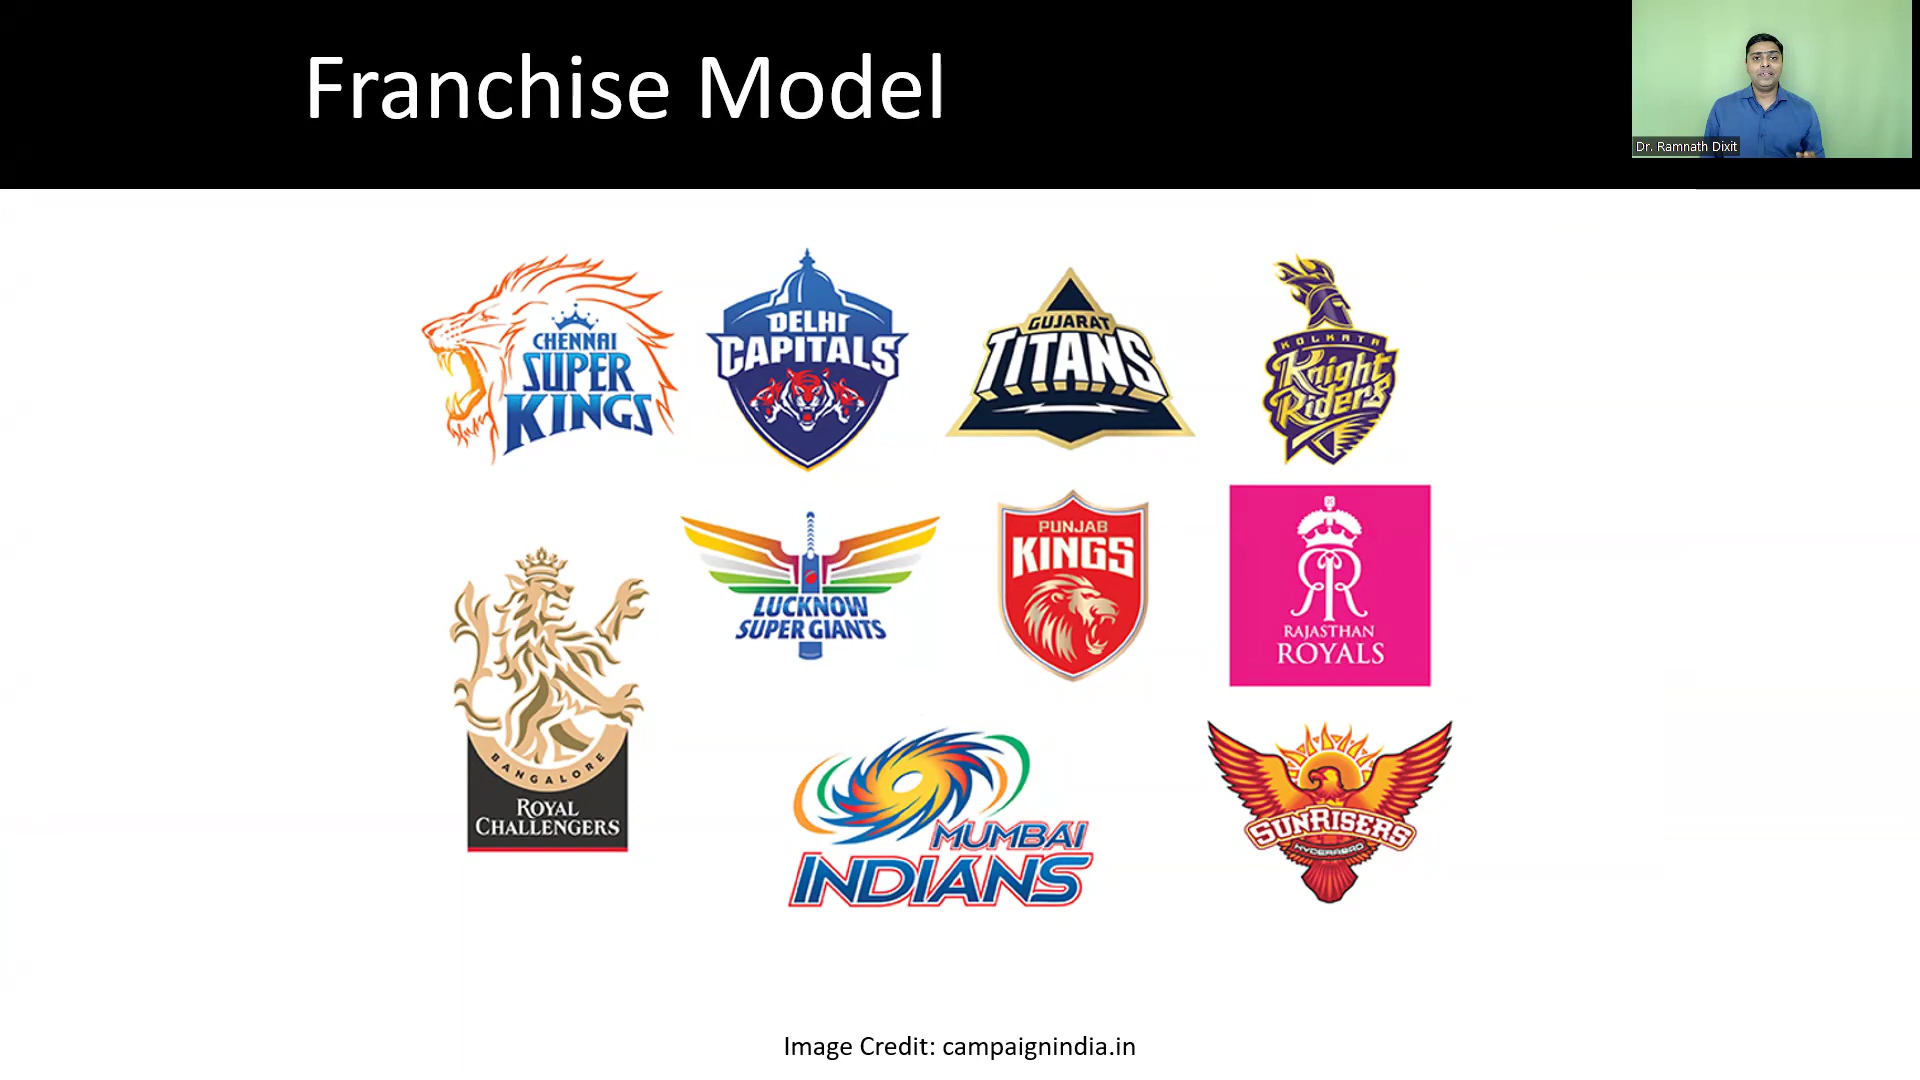 Franchise Model
Dr. Ramnath Dixit
CHENNAI
SUPER
KINGS
DELHI
CAPITALS
GUJARAT
TITANS
KOLKATA
Knight
Riders
BANGALORE
ROYAL
CHALLENGERS
LUCKNOW
SUPER GIANTS
PUNJAB
KINGS
RR
RAJASTHAN
ROYALS
MUMBAI
INDIANS
SUNRISERS
HYDERABAD
Image Credit: campaignindia.in